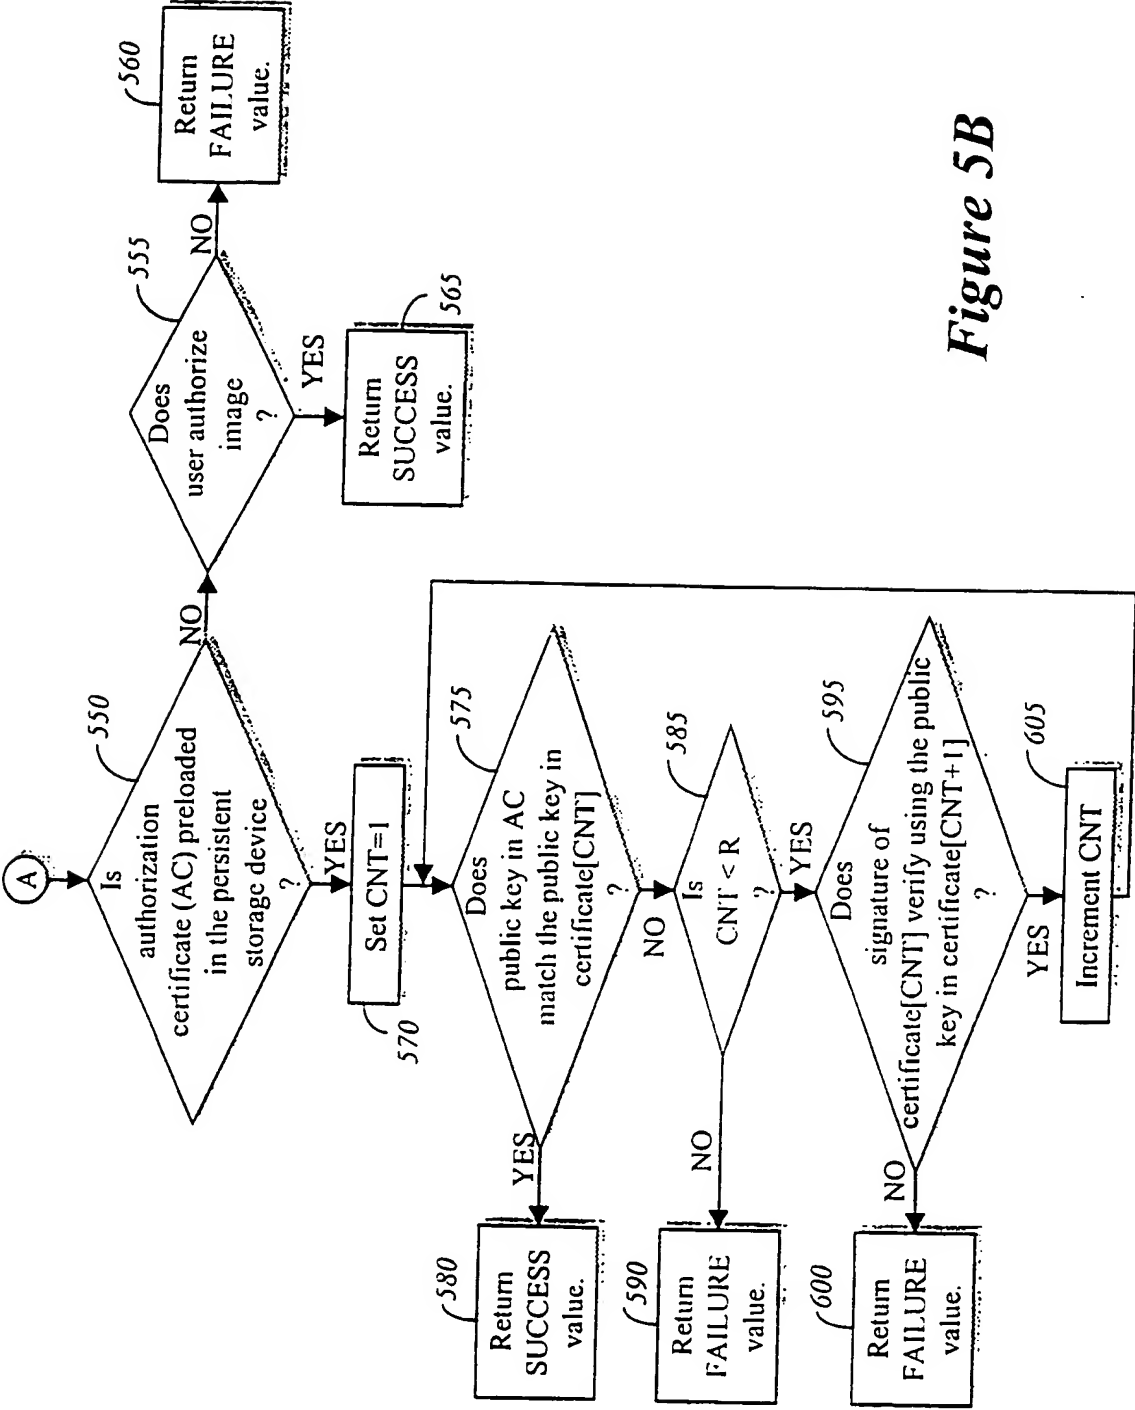 A
550
Is
authorization
certificate (AC) preloaded
in the persistent
storage device
?
NO
555
Does
user authorize
image
?
NO
560
Return
FAILURE
value.
YES
565
Return
SUCCESS
value.
YES
570
Set CNT=1
575
Does
public key in AC
match the public key in
certificate[CNT]
?
YES
580
Return
SUCCESS
value.
NO
585
Is
CNT < R
?
NO
590
Return
FAILURE
value.
YES
595
Does
signature of
certificate[CNT] verify using the public
key in certificate[CNT+1]
?
NO
600
Return
FAILURE
value.
YES
605
Increment CNT
Figure 5B